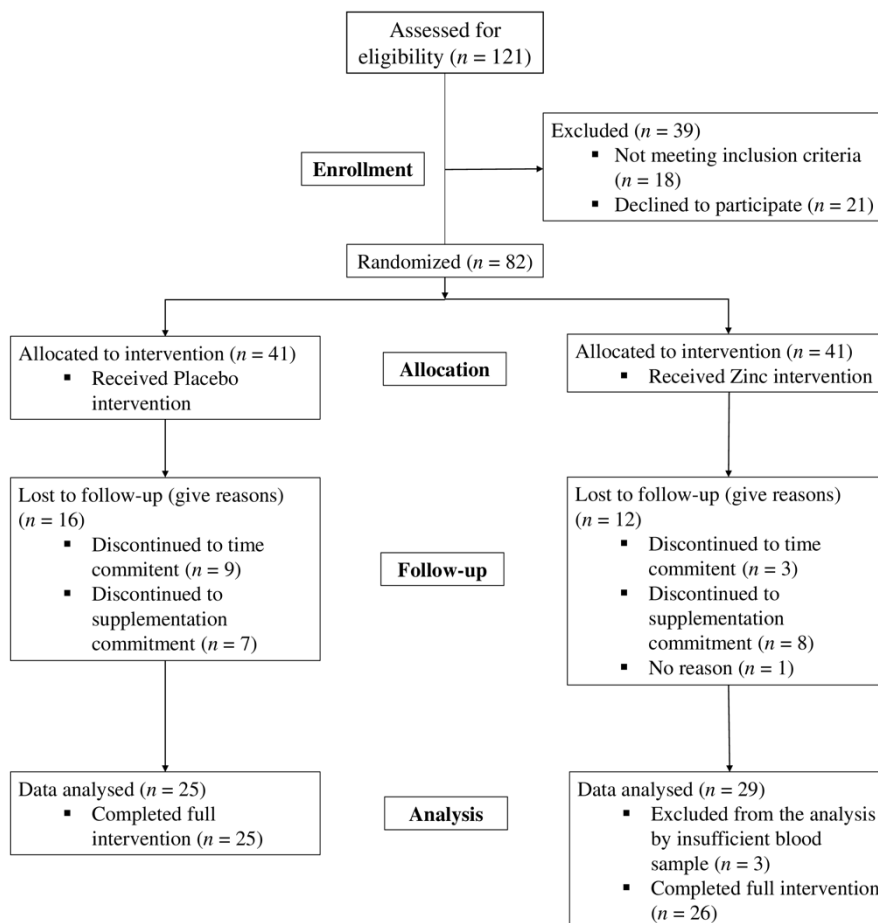 Assessed for
eligibility (n = 121)
Excluded (n = 39)
▪ Not meeting inclusion criteria
(n = 18)
▪ Declined to participate (n = 21)
Enrollment
Randomized (n = 82)
Allocated to intervention (n = 41)
▪ Received Placebo
intervention
Allocation
Allocated to intervention (n = 41)
▪ Received Zinc intervention
Lost to follow-up (give reasons)
(n = 16)
▪ Discontinued to time
commitent (n = 9)
▪ Discontinued to
supplementation
commitment (n = 7)
Follow-up
Lost to follow-up (give reasons)
(n = 12)
▪ Discontinued to time
commitent (n = 3)
▪ Discontinued to
supplementation
commitment (n = 8)
▪ No reason (n = 1)
Data analysed (n = 25)
▪ Completed full
intervention (n = 25)
Analysis
Data analysed (n = 29)
▪ Excluded from the analysis
by insufficient blood
sample (n = 3)
▪ Completed full intervention
(n = 26)